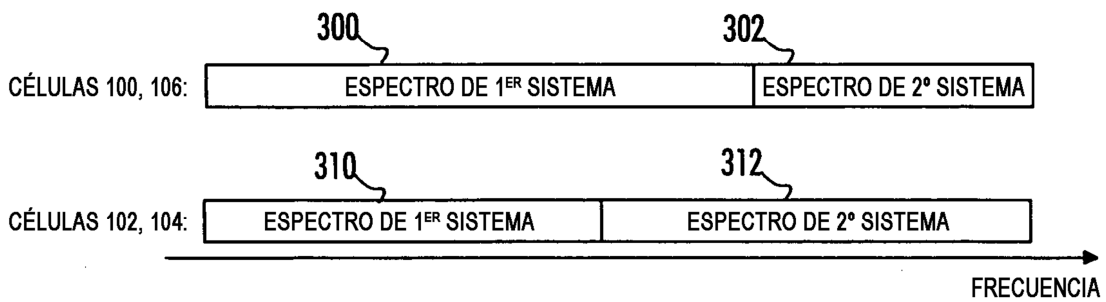 300 302
CÉLULAS 100, 106: ESPECTRO DE 1ᴱᴿ SISTEMA ESPECTRO DE 2º SISTEMA
310 312
CÉLULAS 102, 104: ESPECTRO DE 1ᴱᴿ SISTEMA ESPECTRO DE 2º SISTEMA
FRECUENCIA